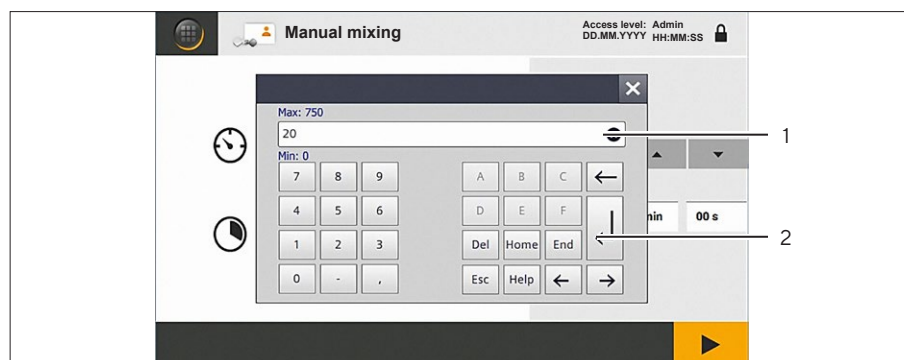 Manual mixing
Access level: Admin
DD.MM.YYYY HH:MM:SS
Max: 750
20
1
Min: 0
7 8 9 A B C ←
4 5 6 D E F
min 00 s
1 2 3 Del Home End
2
0 - , Esc Help ← →